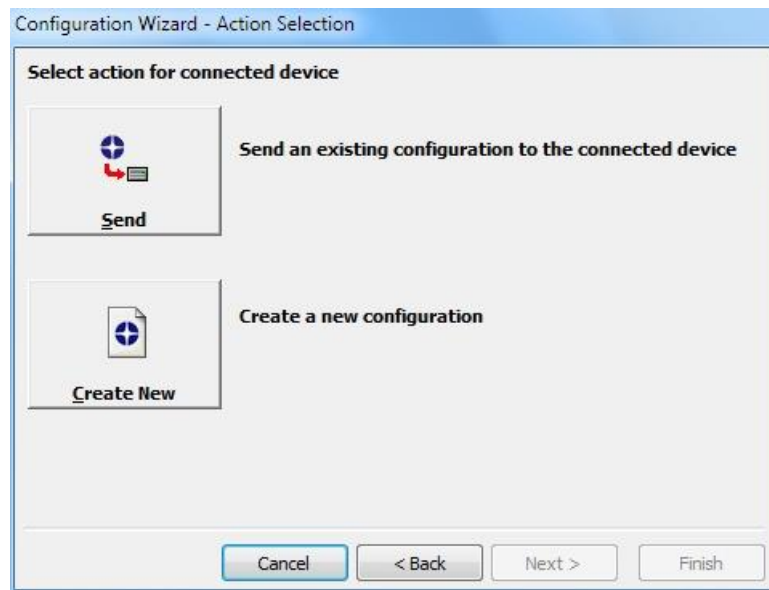 Configuration Wizard - Action Selection
Select action for connected device
Send an existing configuration to the connected device
Send
Create a new configuration
Create New
Cancel
< Back
Next >
Finish